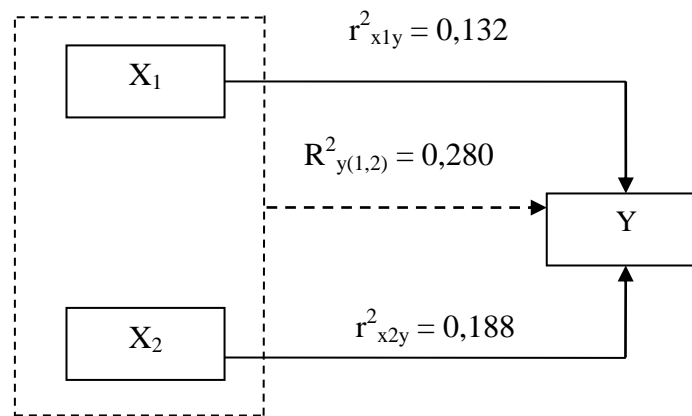 r²x1y = 0,132
X₁
R²y(1,2) = 0,280
Y
X₂
r²x2y = 0,188